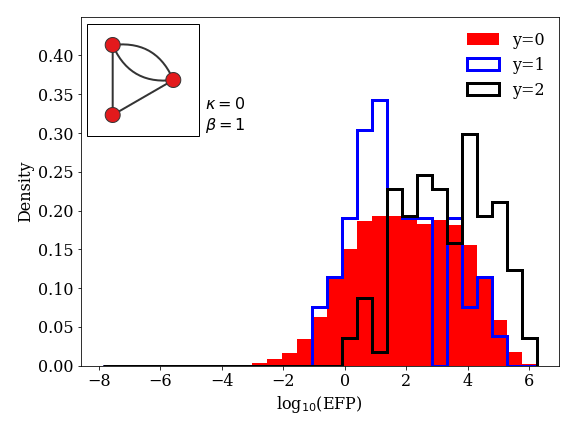 κ = 0
β = 1
y=0
y=1
y=2
Density
0.40
0.35
0.30
0.25
0.20
0.15
0.10
0.05
0.00
−8 −6 −4 −2 0 2 4 6
log₁₀(EFP)